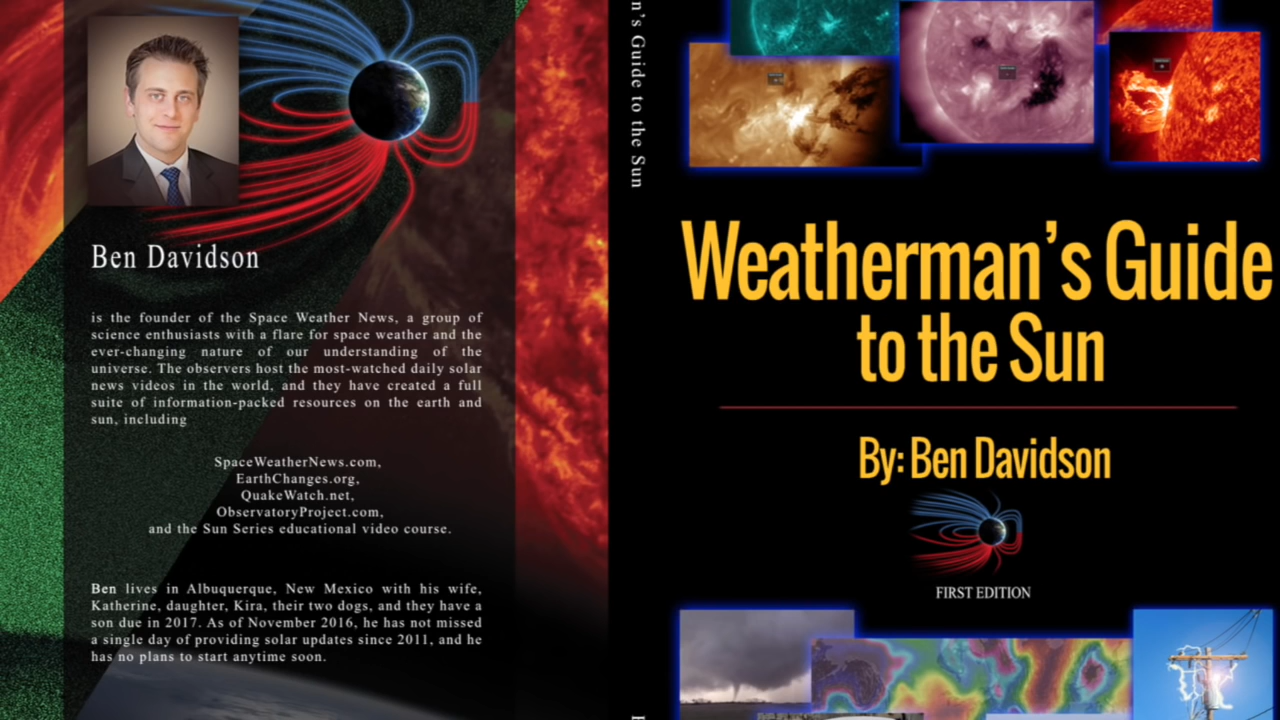 Ben Davidson
is the founder of the Space Weather News, a group of
science enthusiasts with a flare for space weather and the
ever-changing nature of our understanding of the
universe. The observers host the most-watched daily solar
news videos in the world, and they have created a full
suite of information-packed resources on the earth and
sun, including
SpaceWeatherNews.com,
EarthChanges.org,
QuakeWatch.net,
ObservatoryProject.com,
and the Sun Series educational video course.
Ben lives in Albuquerque, New Mexico with his wife,
Katherine, daughter, Kira, their two dogs, and they have a
son due in 2017. As of November 2016, he has not missed
a single day of providing solar updates since 2011, and he
has no plans to start anytime soon.
n's Guide to the Sun
Weatherman's Guide
to the Sun
By: Ben Davidson
FIRST EDITION